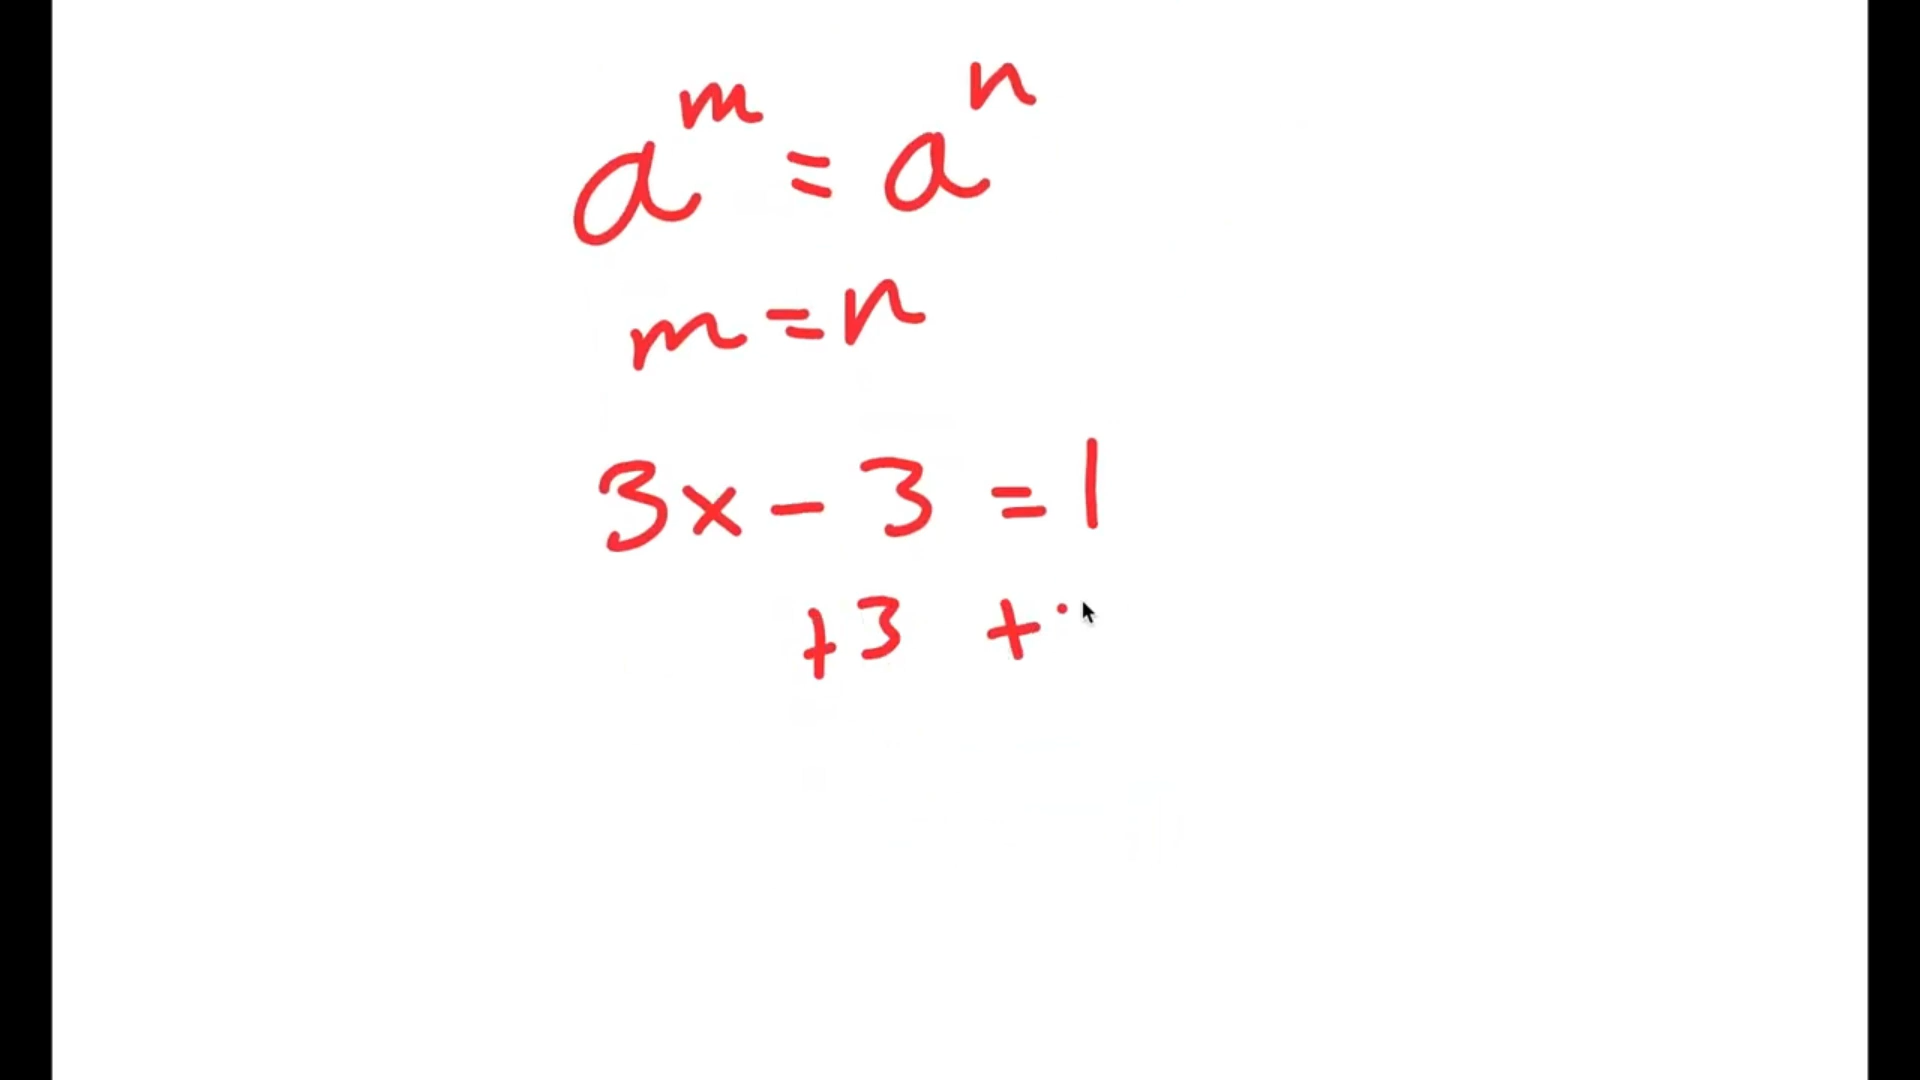 a^m = a^n
m = n
3x - 3 = 1
+3 +